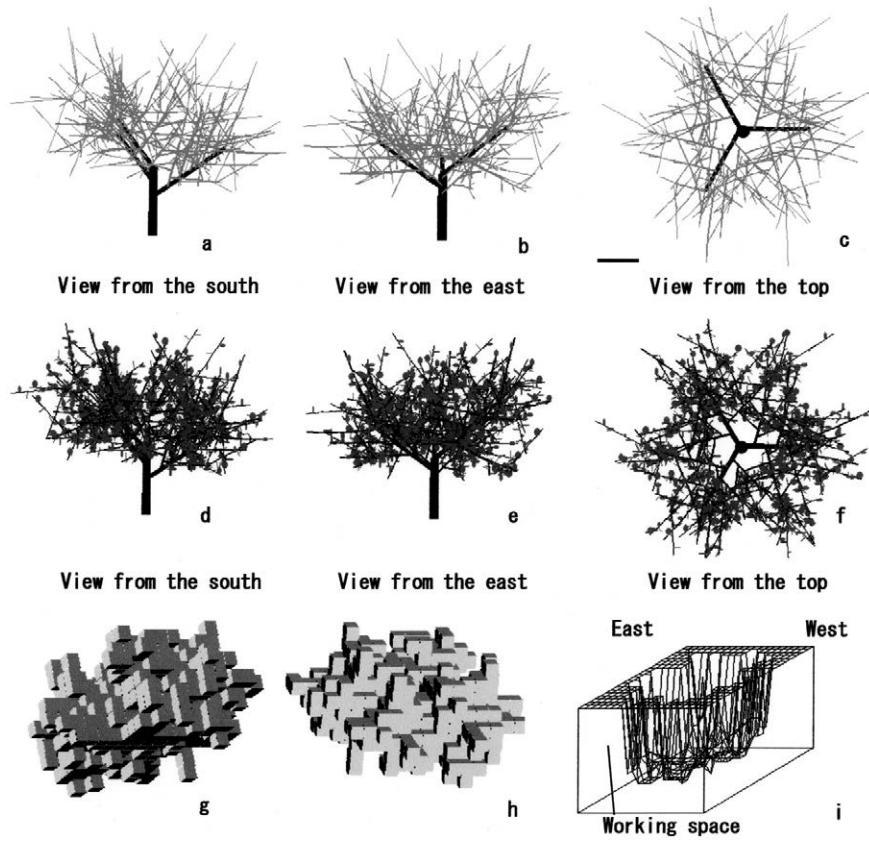 a
b
c
View from the south
View from the east
View from the top
d
e
f
View from the south
View from the east
View from the top
East
West
g
h
i
Working space